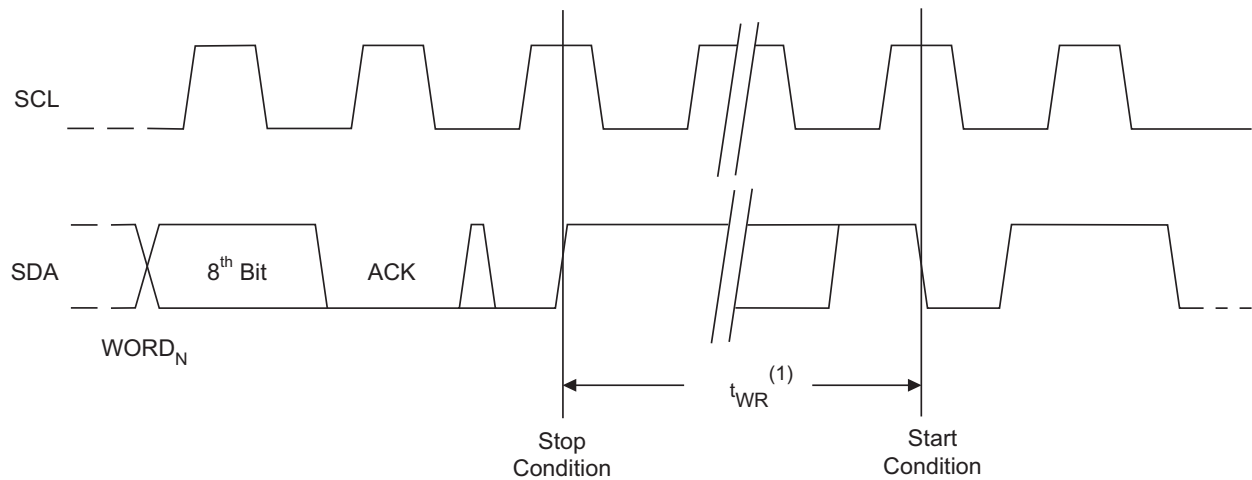 SCL
SDA
8th Bit
ACK
WORDN
tWR(1)
Stop
Condition
Start
Condition